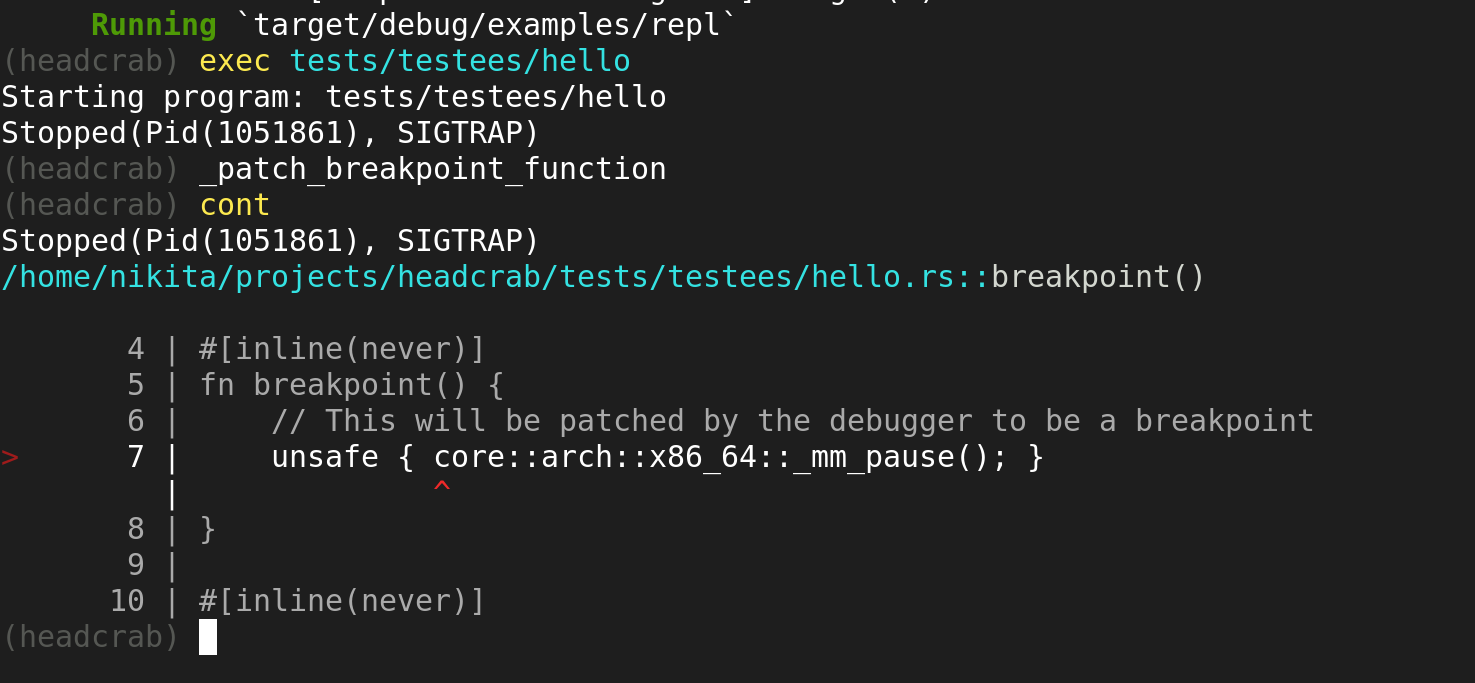 Running `target/debug/examples/repl`
(headcrab) exec tests/testees/hello
Starting program: tests/testees/hello
Stopped(Pid(1051861), SIGTRAP)
(headcrab) _patch_breakpoint_function
(headcrab) cont
Stopped(Pid(1051861), SIGTRAP)
/home/nikita/projects/headcrab/tests/testees/hello.rs::breakpoint()
4 | #[inline(never)]
5 | fn breakpoint() {
6 |     // This will be patched by the debugger to be a breakpoint
> 7 |     unsafe { core::arch::x86_64::_mm_pause(); }
|              ^
8 | }
9 |
10 | #[inline(never)]
(headcrab)